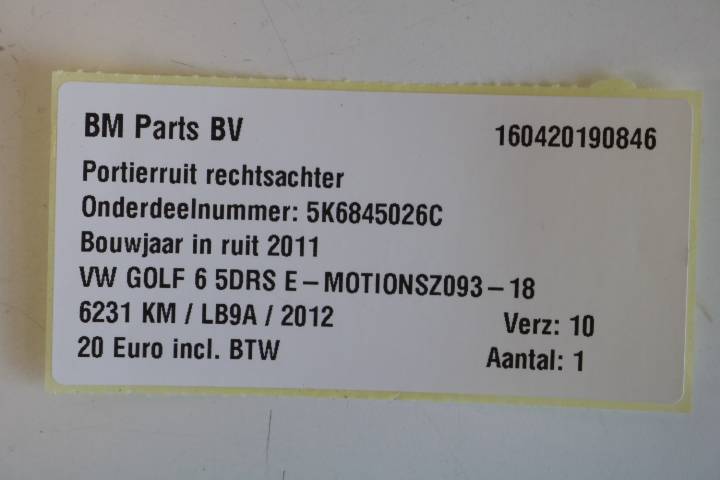 BM Parts BV 160420190846
Portierruit rechtsachter
Onderdeelnummer: 5K6845026C
Bouwjaar in ruit 2011
VW GOLF 6 5DRS E-MOTIONSZ093-18
6231 KM / LB9A / 2012 Verz: 10
20 Euro incl. BTW Aantal: 1